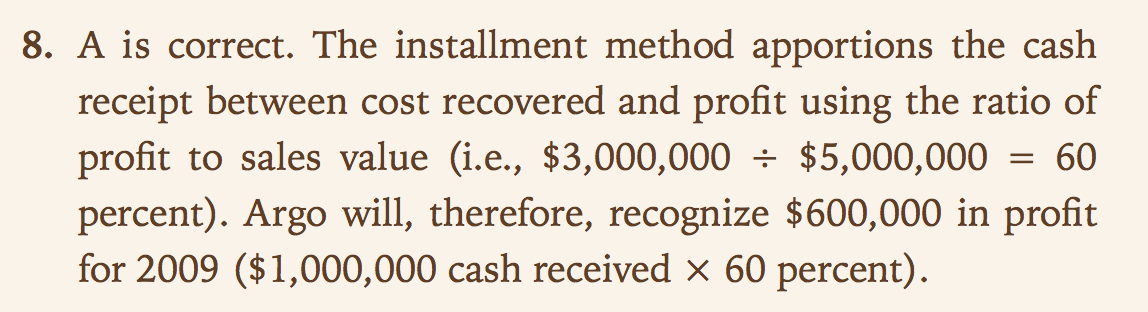 8. A is correct. The installment method apportions the cash
receipt between cost recovered and profit using the ratio of
profit to sales value (i.e., $3,000,000 ÷ $5,000,000 = 60
percent). Argo will, therefore, recognize $600,000 in profit
for 2009 ($1,000,000 cash received × 60 percent).